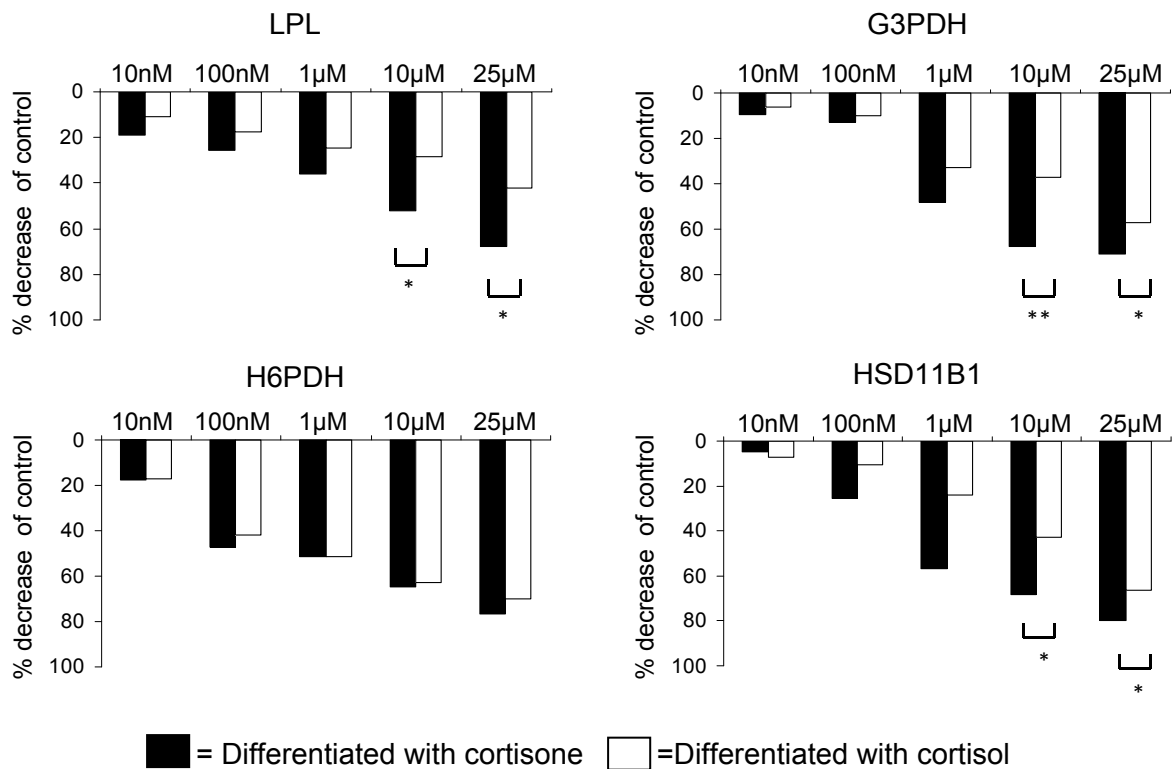 LPL
10nM 100nM 1µM 10µM 25µM
0
20
40
60
80
100
% decrease of control
*
*
G3PDH
10nM 100nM 1µM 10µM 25µM
0
20
40
60
80
100
% decrease of control
**
*
H6PDH
10nM 100nM 1µM 10µM 25µM
0
20
40
60
80
100
% decrease of control
HSD11B1
10nM 100nM 1µM 10µM 25µM
0
20
40
60
80
100
% decrease of control
*
*
= Differentiated with cortisone =Differentiated with cortisol